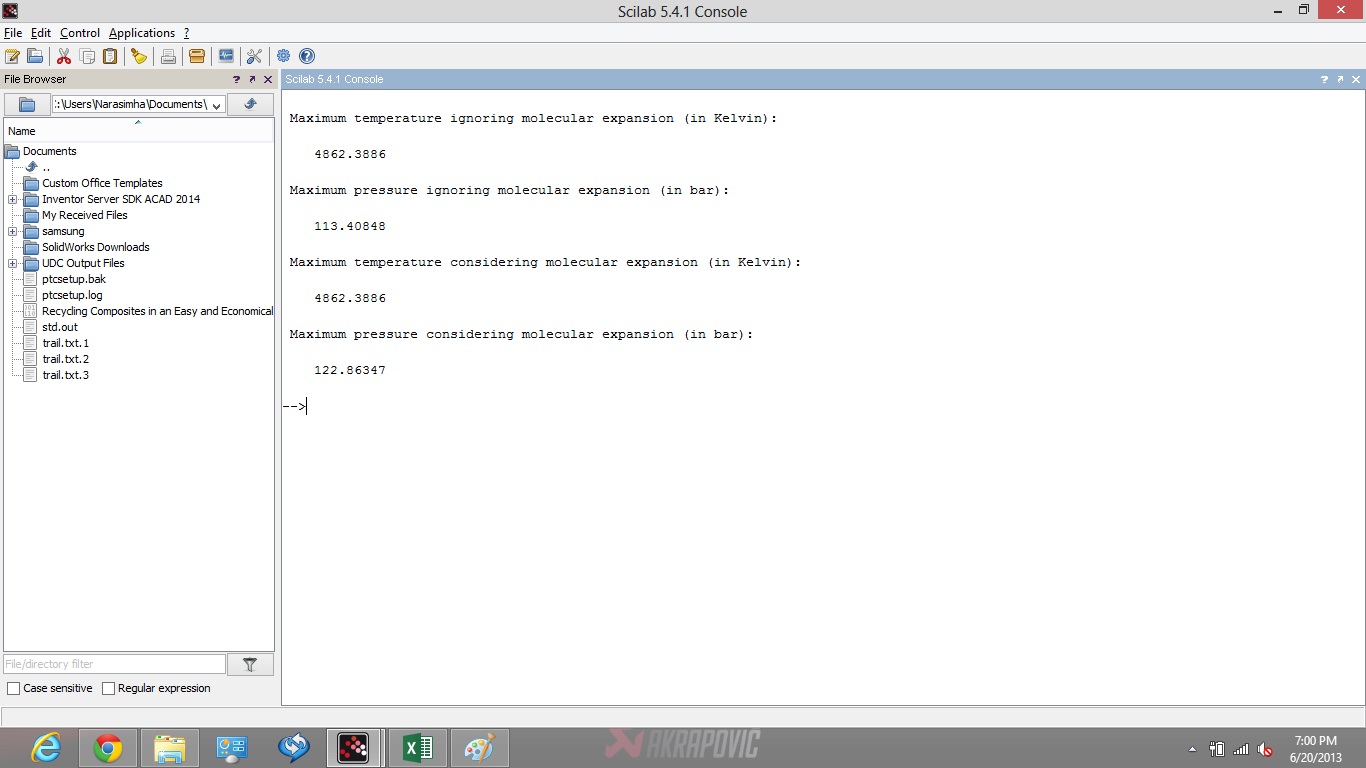 Scilab 5.4.1 Console
File Edit Control Applications ?
File Browser
? 
:\Users\Narasimha\Documents\
Name
Documents
..
Custom Office Templates
Inventor Server SDK ACAD 2014
My Received Files
samsung
SolidWorks Downloads
UDC Output Files
ptcsetup.bak
ptcsetup.log
Recycling Composites in an Easy and Economical
std.out
trail.txt.1
trail.txt.2
trail.txt.3
File/directory filter
Case sensitive Regular expression
Scilab 5.4.1 Console
?
Maximum temperature ignoring molecular expansion (in Kelvin):
4862.3886
Maximum pressure ignoring molecular expansion (in bar):
113.40848
Maximum temperature considering molecular expansion (in Kelvin):
4862.3886
Maximum pressure considering molecular expansion (in bar):
122.86347
-->
AKRAPOVIC
7:00 PM
6/20/2013